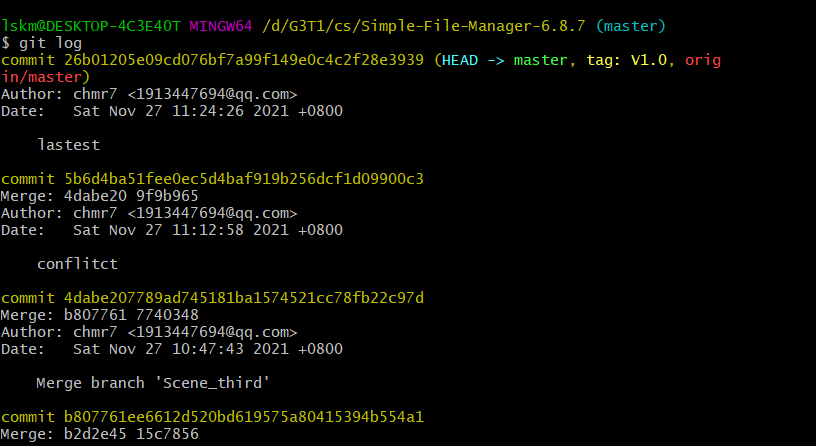 lskm@DESKTOP-4C3E4OT MINGW64 /d/G3T1/cs/Simple-File-Manager-6.8.7 (master)
$ git log
commit 26b01205e09cd076bf7a99f149e0c4c2f28e3939 (HEAD -> master, tag: V1.0, orig
in/master)
Author: chmr7 <1913447694@qq.com>
Date:   Sat Nov 27 11:24:26 2021 +0800
    lastest
commit 5b6d4ba51fee0ec5d4baf919b256dcf1d09900c3
Merge: 4dabe20 9f9b965
Author: chmr7 <1913447694@qq.com>
Date:   Sat Nov 27 11:12:58 2021 +0800
    conflitct
commit 4dabe207789ad745181ba1574521cc78fb22c97d
Merge: b807761 7740348
Author: chmr7 <1913447694@qq.com>
Date:   Sat Nov 27 10:47:43 2021 +0800
    Merge branch 'Scene_third'
commit b807761ee6612d520bd619575a80415394b554a1
Merge: b2d2e45 15c7856